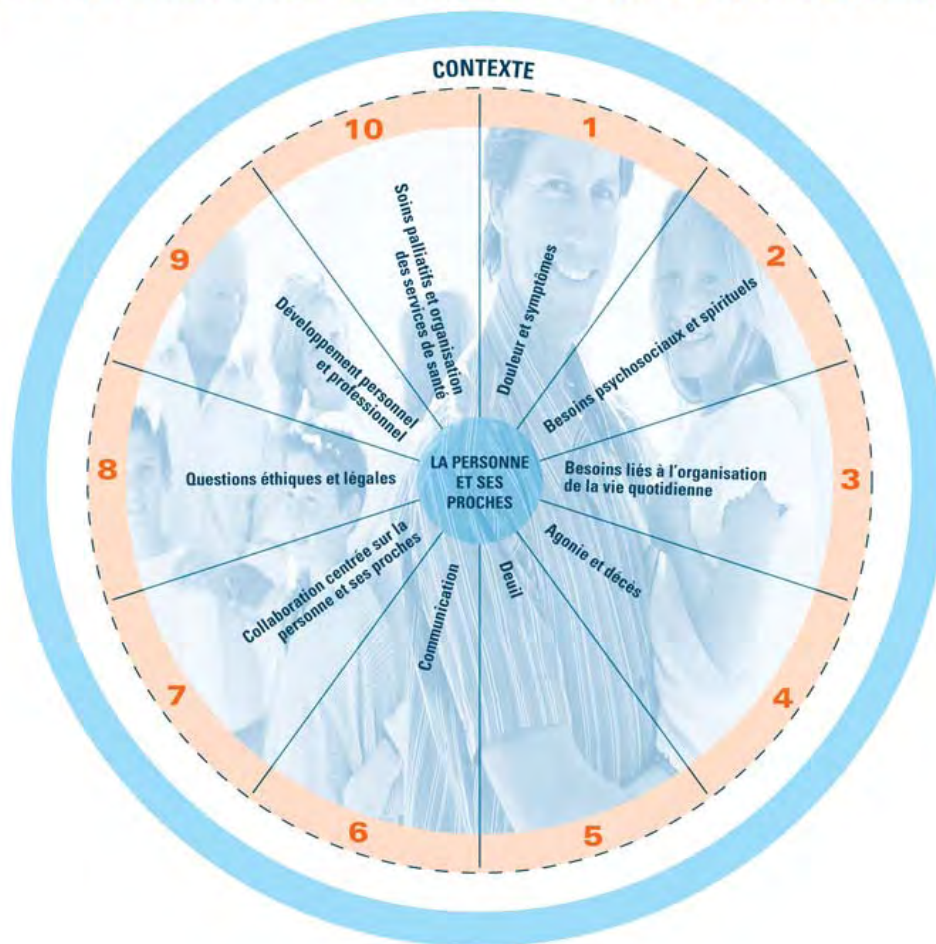 CONTEXTE
1
Douleur et symptômes
2
Besoins psychosociaux et spirituels
3
Besoins liés à l'organisation
de la vie quotidienne
4
Agonie et décès
5
Deuil
6
Communication
7
Collaboration centrée sur la
personne et ses proches
8
Questions éthiques et légales
9
Développement personnel
et professionnel
10
Soins palliatifs et organisation
des services de santé
LA PERSONNE
ET SES
PROCHES